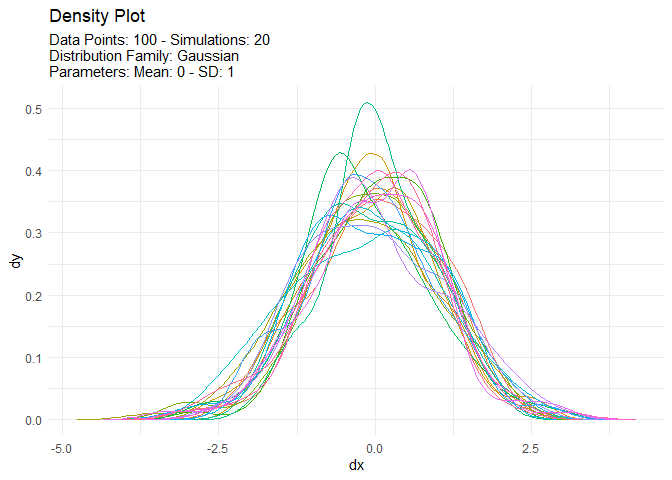 Density Plot
Data Points: 100 - Simulations: 20
Distribution Family: Gaussian
Parameters: Mean: 0 - SD: 1
0.5
0.4
0.3
0.2
0.1
0.0
dy
-5.0
-2.5
0.0
2.5
dx